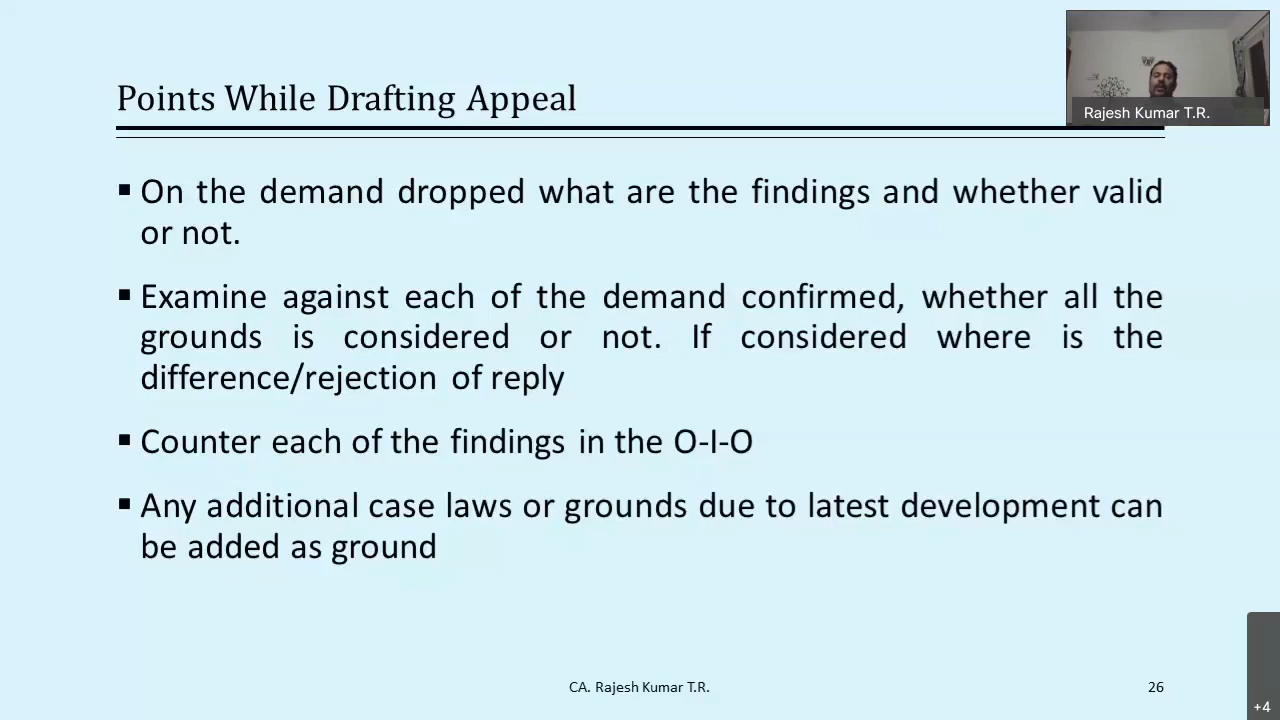 Points While Drafting Appeal
Rajesh Kumar T.R.
▪ On the demand dropped what are the findings and whether valid
or not.
▪ Examine against each of the demand confirmed, whether all the
grounds is considered or not. If considered where is the
difference/rejection of reply
▪ Counter each of the findings in the O-I-O
▪ Any additional case laws or grounds due to latest development can
be added as ground
CA. Rajesh Kumar T.R.
26
+4